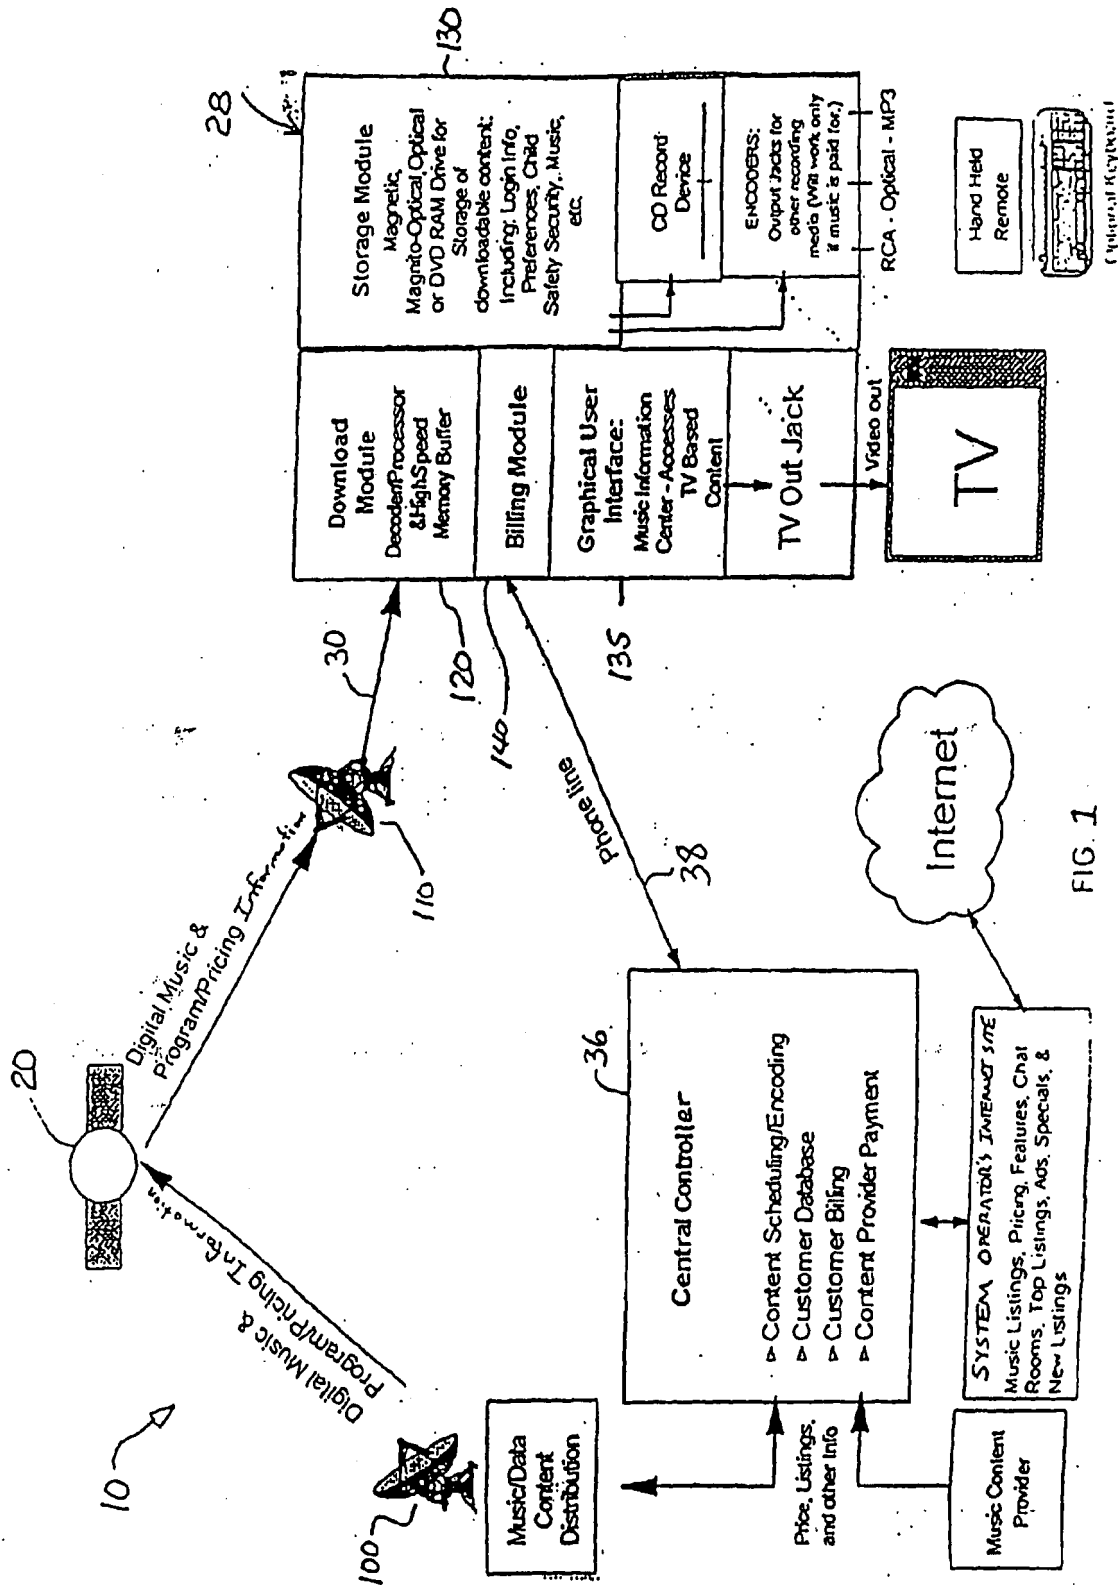 10
20
Digital Music &
Program/Pricing Information
Digital Music &
Program/Pricing Information
100
Music/Data
Content
Distribution
110
30
120
140
135
28
130
Download
Module
Decoder/Processor
& High Speed
Memory Buffer
Billing Module
Graphical User
Interface:
Music Information
Center - Accesses
TV Based
Content
TV Out Jack
Video out
TV
Storage Module
Magnetic,
Magnito-Optical, Optical
or DVD RAM Drive for
Storage of
downloadable content:
Including: Login Info,
Preferences, Child
Safety Security, Music,
etc.
CD Record
Device
ENCODERS:
Output Jacks for
other recording
media (Will work only
if music is paid for.)
RCA - Optical - MP3
Hand Held
Remote
Optional Keyboard
Phone line
38
36
Central Controller
▷ Content Scheduling/Encoding
▷ Customer Database
▷ Customer Billing
▷ Content Provider Payment
Price, Listings,
and other Info
Music Content
Provider
SYSTEM OPERATOR'S INTERNET SITE
Music Listings, Pricing, Features, Chat
Rooms, Top Listings, Ads, Specials, &
New Listings
Internet
FIG. 1